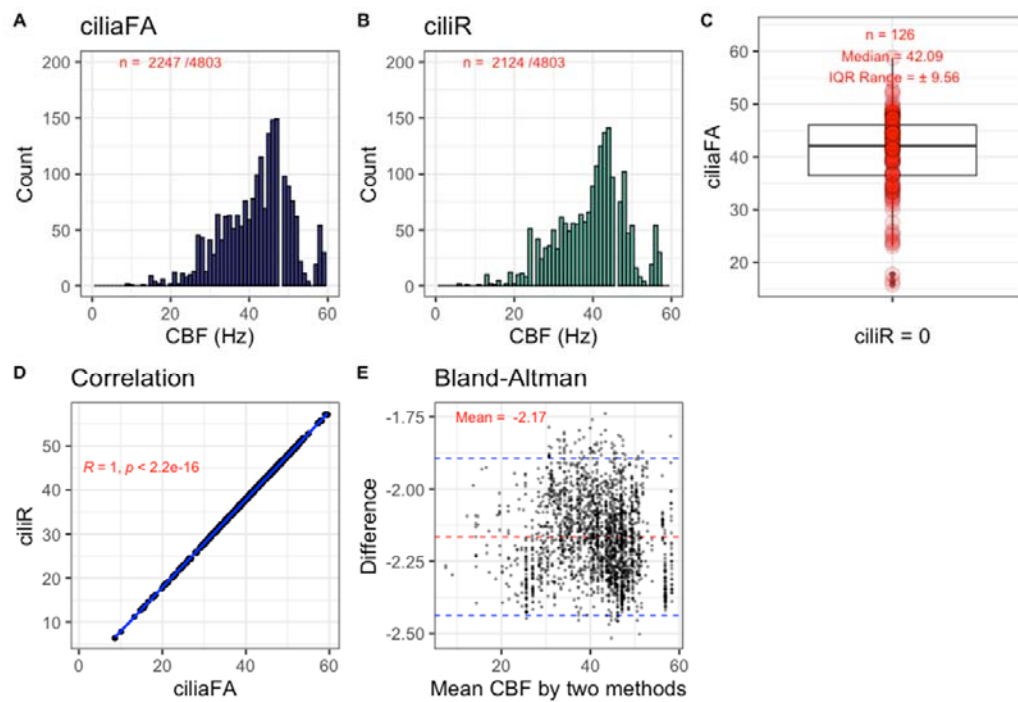 A
ciliaFA
n = 2247 /4803
200
150
100
50
0
Count
0
20
40
60
CBF (Hz)
B
ciliR
n = 2124 /4803
200
150
100
50
0
Count
0
20
40
60
CBF (Hz)
C
n = 126
Median = 42.09
IQR Range = ± 9.56
60
50
40
30
20
ciliaFA
ciliR = 0
D
Correlation
R = 1, p < 2.2e-16
50
40
30
20
10
ciliR
10
20
30
40
50
60
ciliaFA
E
Bland-Altman
Mean = -2.17
-1.75
-2.00
-2.25
-2.50
Difference
20
40
60
Mean CBF by two methods